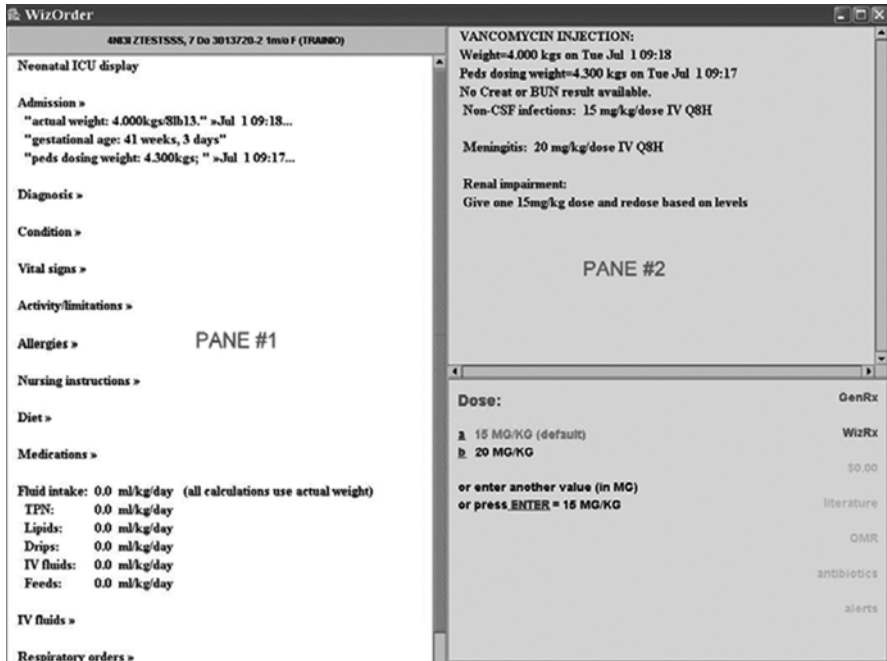 WizOrder
4NI3I ZTESTSSS, 7 Do 3013720-2 1m/o F (TRAINIO)
Neonatal ICU display
Admission »
"actual weight: 4.000kgs/8lb13." »Jul 1 09:18...
"gestational age: 41 weeks, 3 days"
"peds dosing weight: 4.300kgs; " »Jul 1 09:17...
Diagnosis »
Condition »
Vital signs »
Activity/limitations »
Allergies »
PANE #1
Nursing instructions »
Diet »
Medications »
Fluid intake: 0.0 ml/kg/day (all calculations use actual weight)
TPN: 0.0 ml/kg/day
Lipids: 0.0 ml/kg/day
Drips: 0.0 ml/kg/day
IV fluids: 0.0 ml/kg/day
Feeds: 0.0 ml/kg/day
IV fluids »
Respiratory orders »
VANCOMYCIN INJECTION:
Weight=4.000 kgs on Tue Jul 1 09:18
Peds dosing weight=4.300 kgs on Tue Jul 1 09:17
No Creat or BUN result available.
Non-CSF infections: 15 mg/kg/dose IV Q8H
Meningitis: 20 mg/kg/dose IV Q8H
Renal impairment:
Give one 15mg/kg dose and redose based on levels
PANE #2
Dose:
a 15 MG/KG (default)
b 20 MG/KG
or enter another value (in MG)
or press ENTER = 15 MG/KG
GenRx
WizRx
$0.00
literature
OMR
antibiotics
alerts